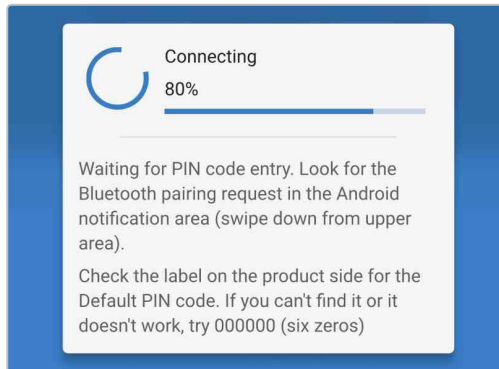 Connecting
80%
Waiting for PIN code entry. Look for the
Bluetooth pairing request in the Android
notification area (swipe down from upper
area).
Check the label on the product side for the
Default PIN code. If you can't find it or it
doesn't work, try 000000 (six zeros)